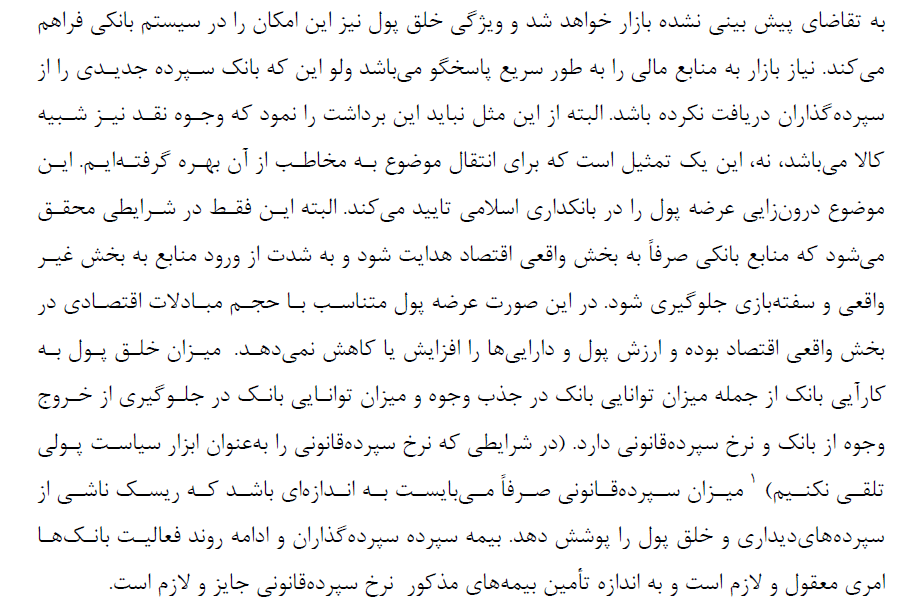 به تقاضای پیش بینی نشده بازار خواهد شد و ویژگی خلق پول نیز این امکان را در سیستم بانکی فراهم
می‌کند. نیاز بازار به منابع مالی را به طور سریع پاسخگو می‌باشد ولو این که بانک سپرده جدیدی را از
سپرده‌گذاران دریافت نکرده باشد. البته از این مثل نباید این برداشت را نمود که وجوه نقد نیز شبیه
کالا می‌باشد، نه، این یک تمثیل است که برای انتقال موضوع به مخاطب از آن بهره گرفته‌ایم. این
موضوع درون‌زایی عرضه پول را در بانکداری اسلامی تایید می‌کند. البته این فقط در شرایطی محقق
می‌شود که منابع بانکی صرفاً به بخش واقعی اقتصاد هدایت شود و به شدت از ورود منابع به بخش غیر
واقعی و سفته‌بازی جلوگیری شود. در این صورت عرضه پول متناسب با حجم مبادلات اقتصادی در
بخش واقعی اقتصاد بوده و ارزش پول و دارایی‌ها را افزایش یا کاهش نمی‌دهد. میزان خلق پول به
کارآیی بانک از جمله میزان توانایی بانک در جذب وجوه و میزان توانایی بانک در جلوگیری از خروج
وجوه از بانک و نرخ سپرده‌قانونی دارد. (در شرایطی که نرخ سپرده‌قانونی را به‌عنوان ابزار سیاست پولی
تلقی نکنیم) ۱ میزان سپرده‌قانونی صرفاً می‌بایست به اندازه‌ای باشد که ریسک ناشی از
سپرده‌های‌دیداری و خلق پول را پوشش دهد. بیمه سپرده سپرده‌گذاران و ادامه روند فعالیت بانک‌ها
امری معقول و لازم است و به اندازه تأمین بیمه‌های مذکور نرخ سپرده‌قانونی جایز و لازم است.